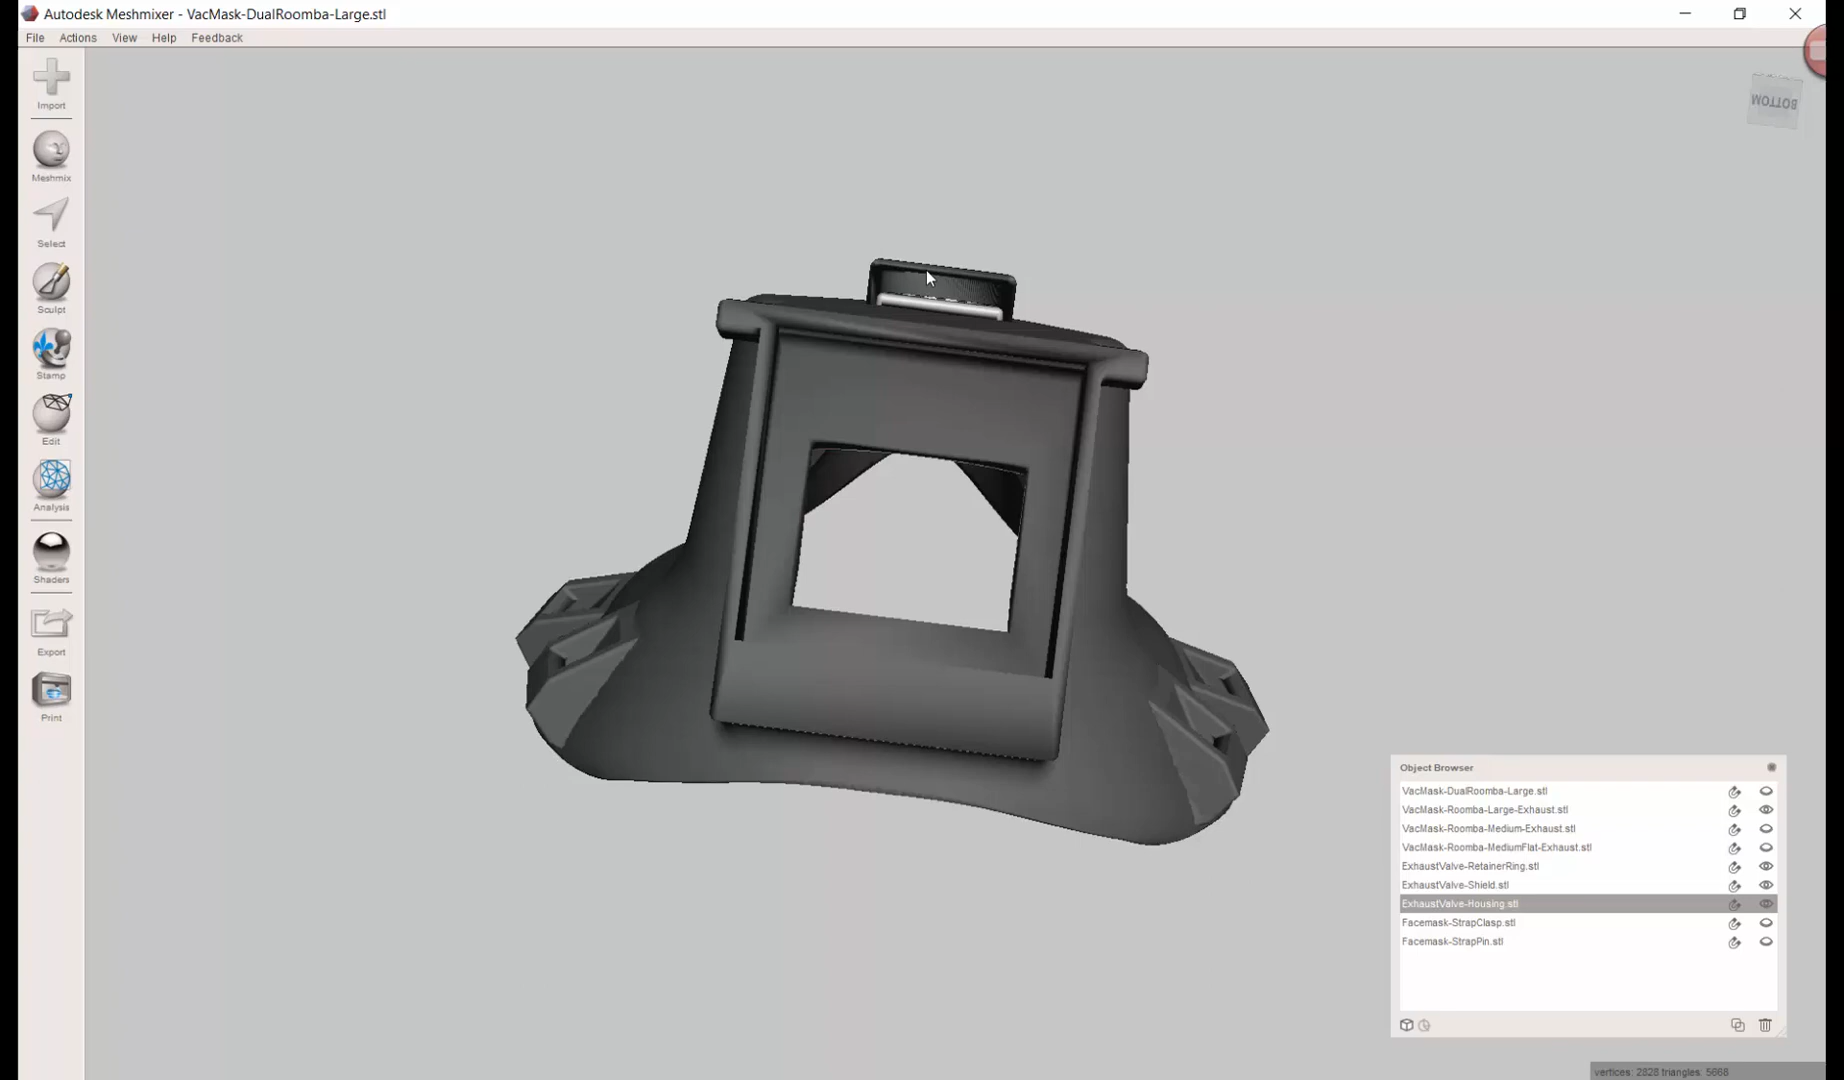 Autodesk Meshmixer - VacMask-DualRoomba-Large.stl
File Actions View Help Feedback
Import
Meshmix
Select
Sculpt
Stamp
Edit
Analysis
Shaders
Export
Print
BOTTOM
Object Browser
VacMask-DualRoomba-Large.stl
VacMask-Roomba-Large-Exhaust.stl
VacMask-Roomba-Medium-Exhaust.stl
VacMask-Roomba-MediumFlat-Exhaust.stl
ExhaustValve-RetainerRing.stl
ExhaustValve-Shield.stl
ExhaustValve-Housing.stl
Facemask-StrapClasp.stl
Facemask-StrapPin.stl
vertices: 2828 triangles: 5668